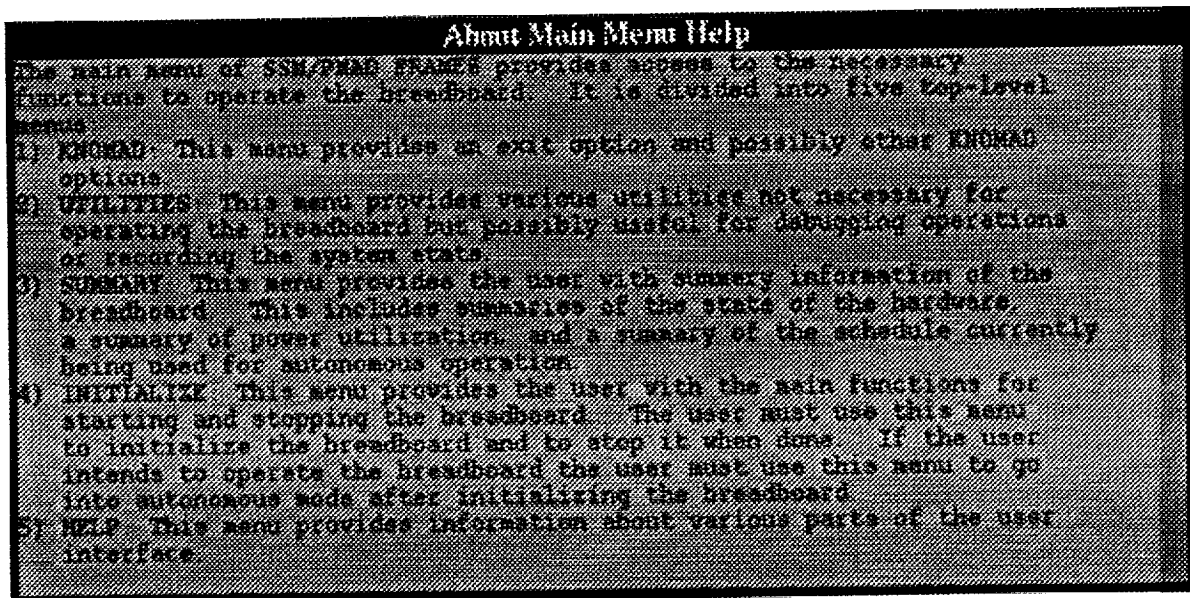 About Main Menu Help
The main menu of SSM/PMAD FRAMES provides access to the necessary
functions to operate the breadboard. It is divided into five top-level
menus:
1) KNOMAD: This menu provides an exit option and possibly other KNOMAD
options.
2) UTILITIES: This menu provides various utilities not necessary for
operating the breadboard but possibly useful for debugging operations
or recording the system state.
3) SUMMARY: This menu provides the user with summary information of the
breadboard. This includes summaries of the state of the hardware,
a summary of power utilization, and a summary of the schedule currently
being used for autonomous operation.
4) INITIALIZE: This menu provides the user with the main functions for
starting and stopping the breadboard. The user must use this menu
to initialize the breadboard and to stop it when done. If the user
intends to operate the breadboard the user must use this menu to go
into autonomous mode after initializing the breadboard.
5) HELP: This menu provides information about various parts of the user
interface.